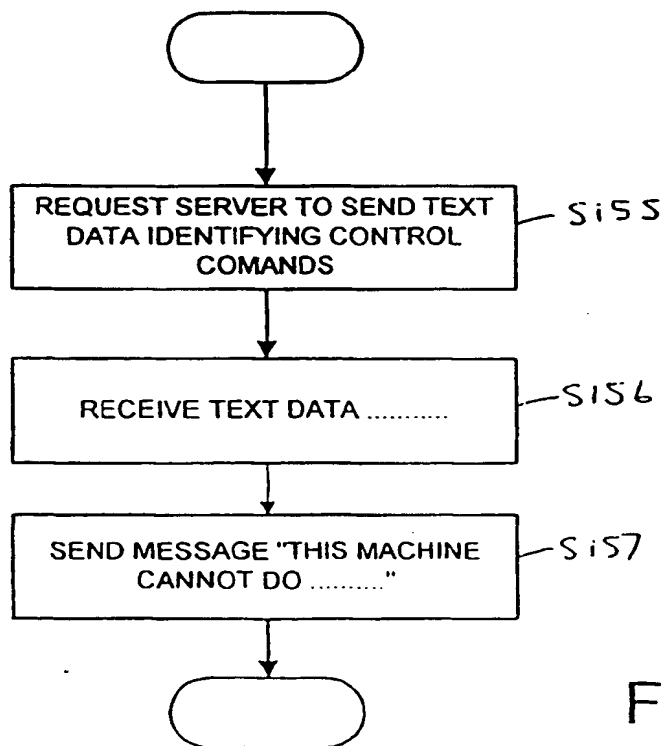 REQUEST SERVER TO SEND TEXT
DATA IDENTIFYING CONTROL
COMANDS
S155
RECEIVE TEXT DATA ...........
S156
SEND MESSAGE "THIS MACHINE
CANNOT DO .........."
S157
F